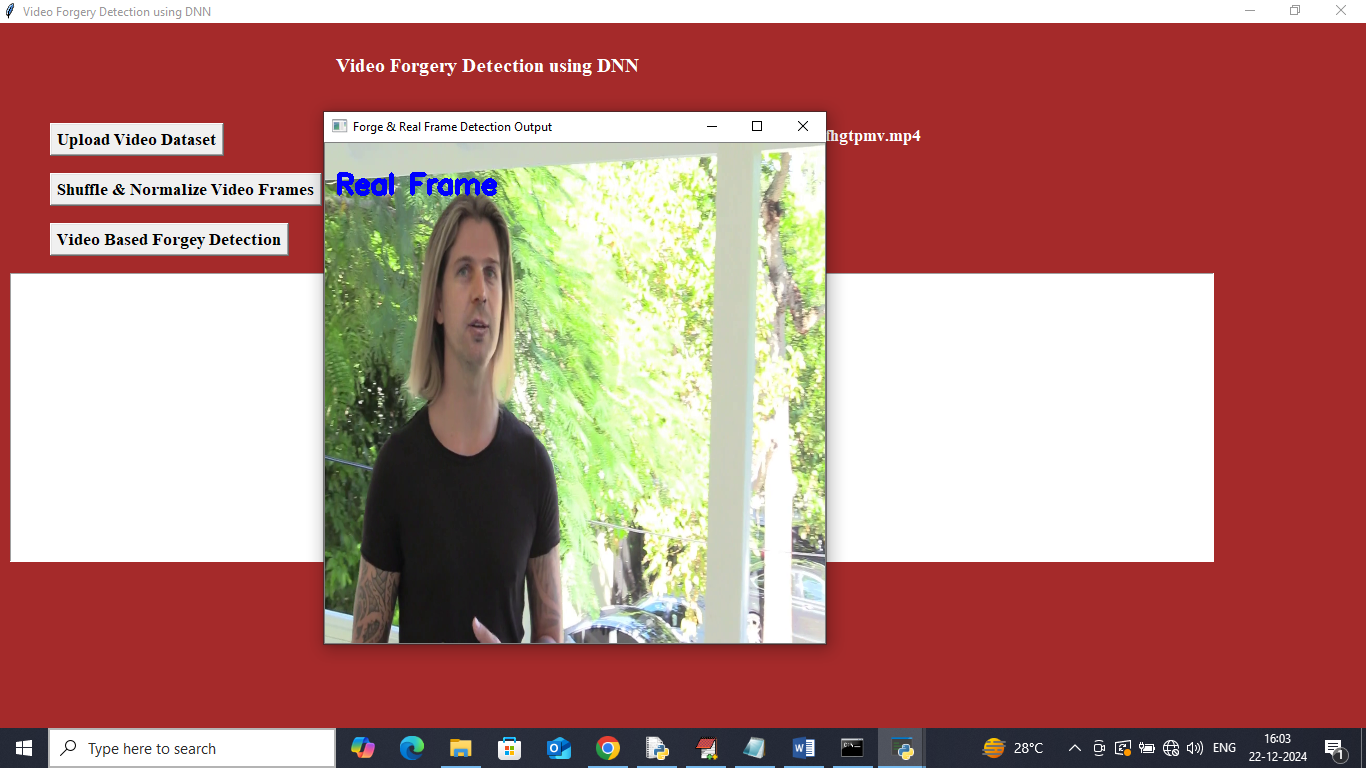 Video Forgery Detection using DNN
Video Forgery Detection using DNN
Forge & Real Frame Detection Output
Upload Video Dataset
fhgtpmv.mp4
Real Frame
Shuffle & Normalize Video Frames
Video Based Forgey Detection
Type here to search
28°C
ENG
16:03
22-12-2024
1